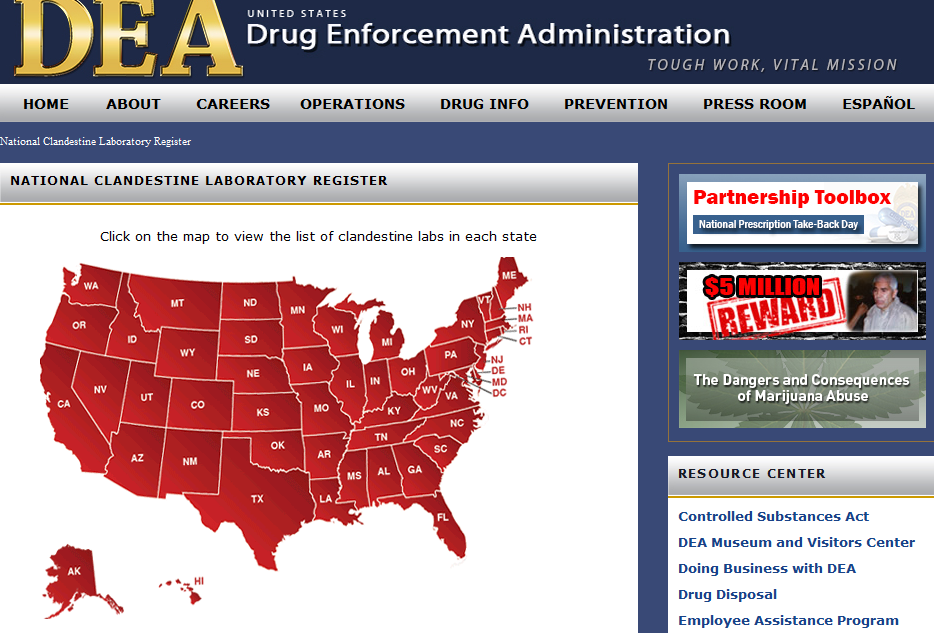 DEA
UNITED STATES
Drug Enforcement Administration
TOUGH WORK, VITAL MISSION
HOME ABOUT CAREERS OPERATIONS DRUG INFO PREVENTION PRESS ROOM ESPAÑOL
National Clandestine Laboratory Register
NATIONAL CLANDESTINE LABORATORY REGISTER
Click on the map to view the list of clandestine labs in each state
WA
MT
ND
MN
ME
OR
ID
WY
SD
WI
MI
NY
VT
NH
MA
RI
CT
NV
UT
CO
NE
IA
IL
IN
OH
PA
NJ
DE
MD
DC
CA
KS
MO
KY
WV
VA
AZ
NM
OK
AR
TN
NC
SC
TX
LA
MS
AL
GA
FL
AK
HI
Partnership Toolbox
National Prescription Take-Back Day
$5 MILLION
REWARD
The Dangers and Consequences
of Marijuana Abuse
RESOURCE CENTER
Controlled Substances Act
DEA Museum and Visitors Center
Doing Business with DEA
Drug Disposal
Employee Assistance Program